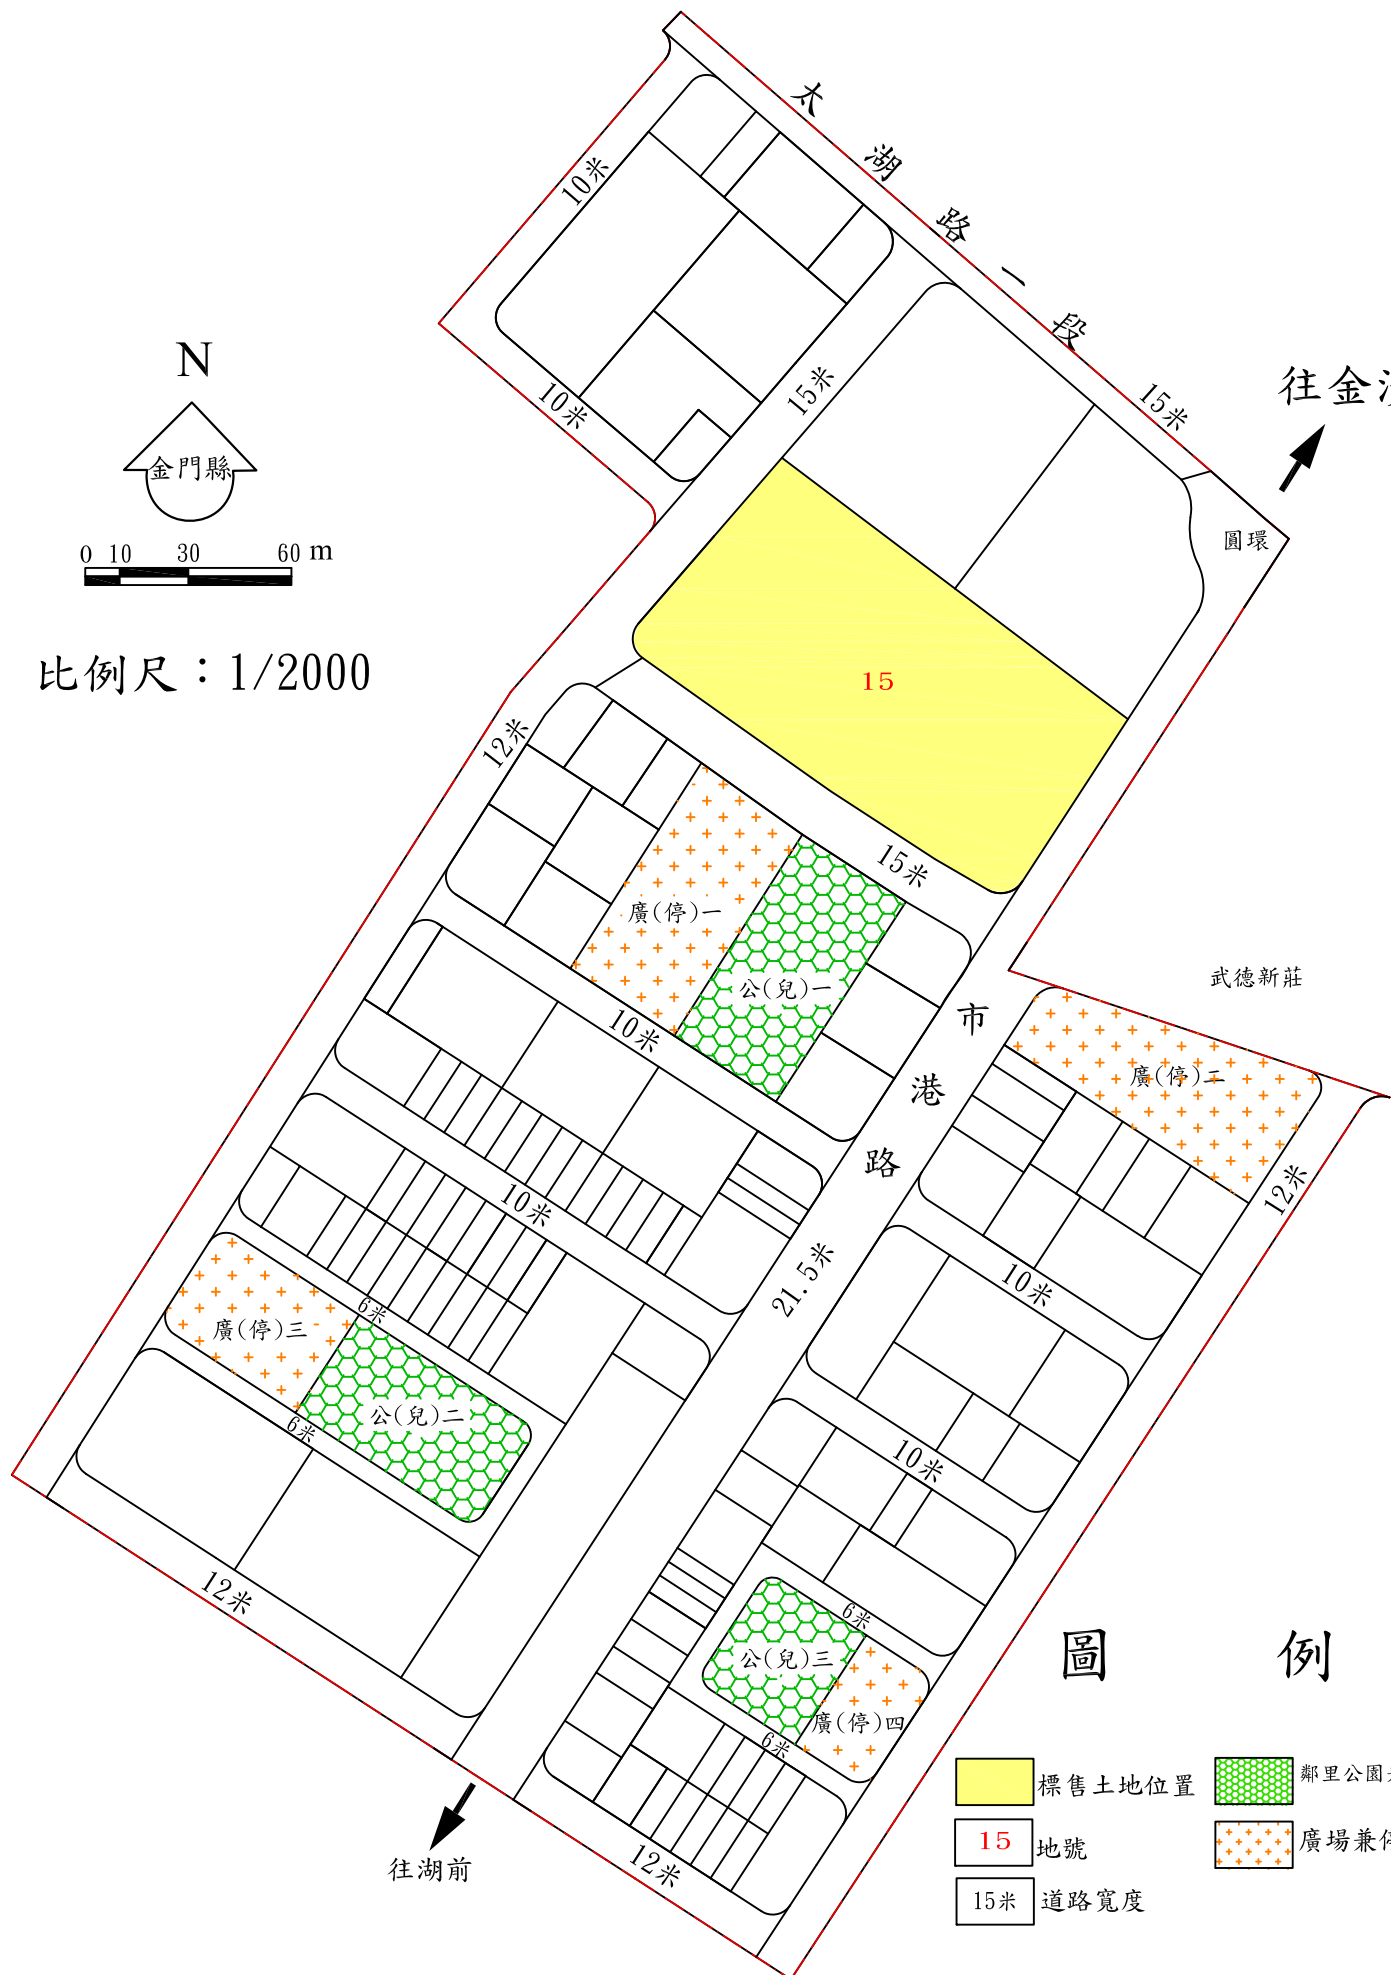 太湖路一段
10米
15米
15米
往金
N
金門縣
10米
圓環
0 10 30 60 m
比例尺：1/2000
15
12米
15米
廣(停)一
公(兒)一
武德新莊
10米
市港路
廣(停)二
12米
10米
21.5米
10米
6米
廣(停)三
公(兒)二
6米
10米
12米
6米
公(兒)三
廣(停)四
6米
12米
往湖前
圖 例
標售土地位置
鄰里公園
15 地號
廣場兼
15米 道路寬度